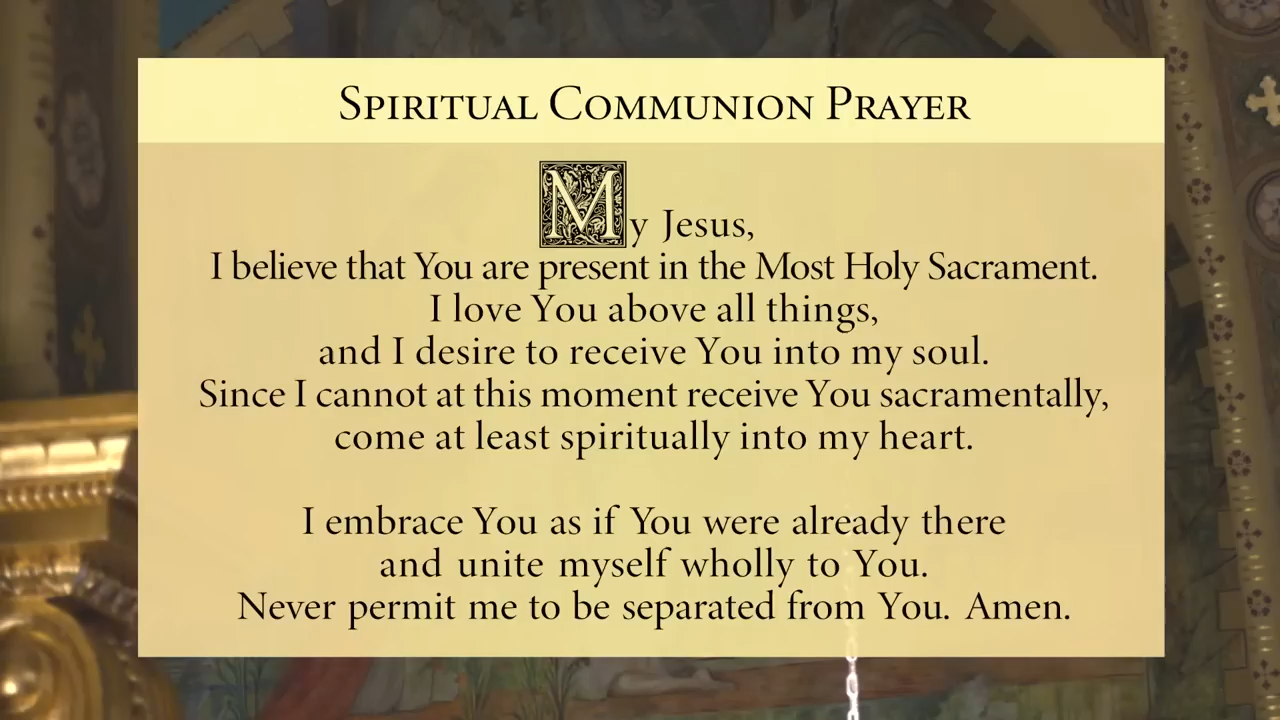 Spiritual Communion Prayer
My Jesus,
I believe that You are present in the Most Holy Sacrament.
I love You above all things,
and I desire to receive You into my soul.
Since I cannot at this moment receive You sacramentally,
come at least spiritually into my heart.
I embrace You as if You were already there
and unite myself wholly to You.
Never permit me to be separated from You. Amen.